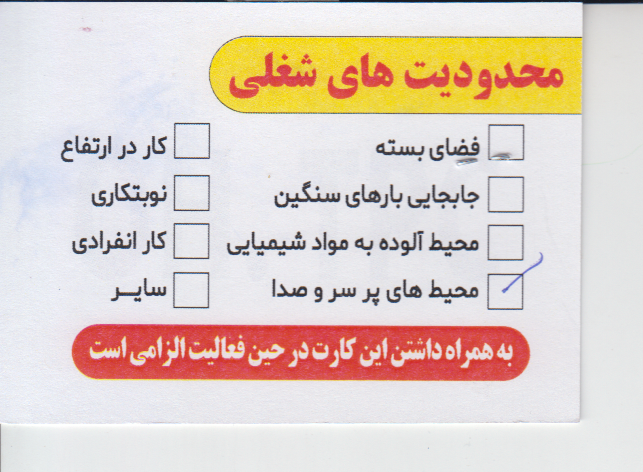 محدودیت های شغلی
فضای بسته
کار در ارتفاع
جابجایی بارهای سنگین
نوبتکاری
محیط آلوده به مواد شیمیایی
کار انفرادی
محیط های پر سر و صدا
سایـر
به همراه داشتن این کارت در حین فعالیت الزامی است